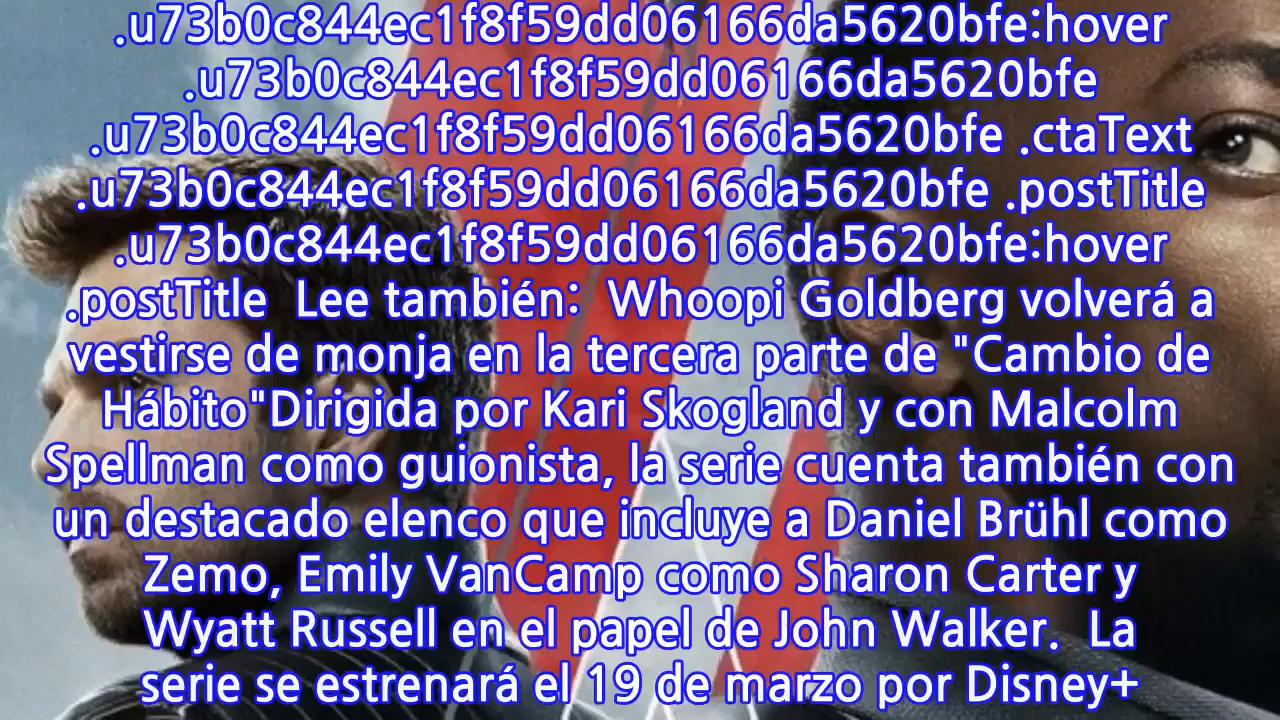 .u73b0c844ec1f8f59dd06166da5620bfe:hover
.u73b0c844ec1f8f59dd06166da5620bfe
.u73b0c844ec1f8f59dd06166da5620bfe .ctaText
.u73b0c844ec1f8f59dd06166da5620bfe .postTitle
.u73b0c844ec1f8f59dd06166da5620bfe:hover
.postTitle  Lee también:  Whoopi Goldberg volverá a
vestirse de monja en la tercera parte de "Cambio de
Hábito"Dirigida por Kari Skogland y con Malcolm
Spellman como guionista, la serie cuenta también con
un destacado elenco que incluye a Daniel Brühl como
Zemo, Emily VanCamp como Sharon Carter y
Wyatt Russell en el papel de John Walker.  La
serie se estrenará el 19 de marzo por Disney+